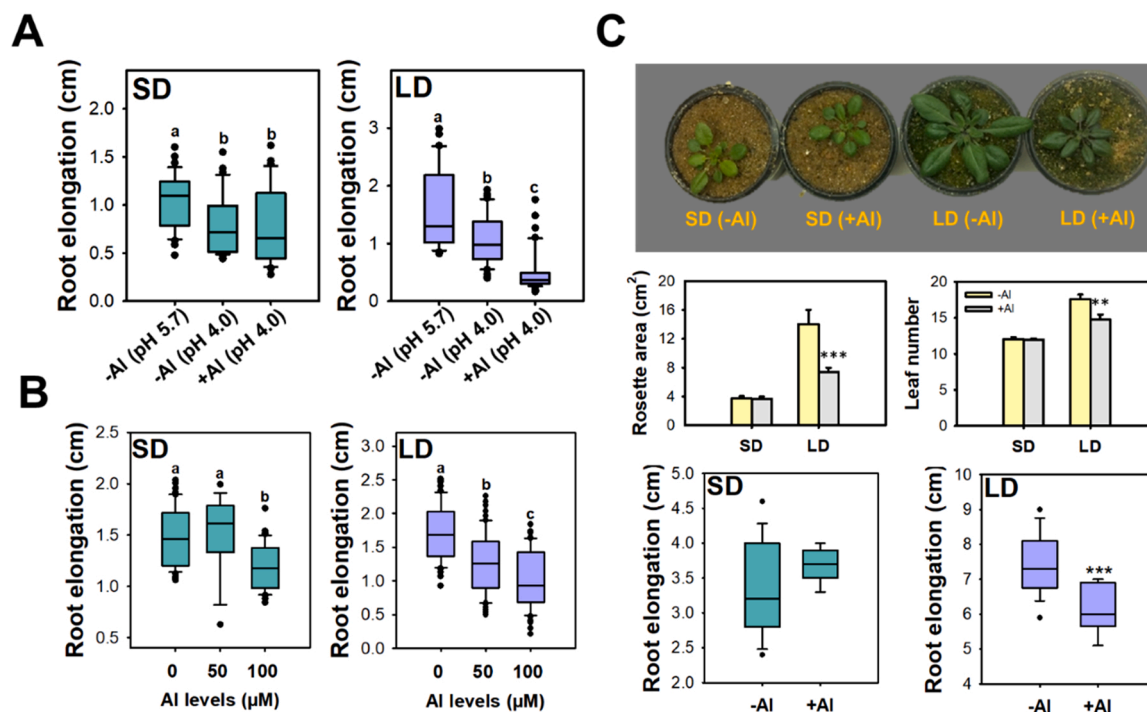 A
SD
Root elongation (cm)
2.0
1.5
1.0
0.5
0.0
a
b
b
-Al (pH 5.7)
-Al (pH 4.0)
+Al (pH 4.0)
LD
Root elongation (cm)
3
2
1
0
a
b
c
-Al (pH 5.7)
-Al (pH 4.0)
+Al (pH 4.0)
B
SD
Root elongation (cm)
2.5
2.0
1.5
1.0
0.5
a
a
b
0 50 100
Al levels (µM)
LD
Root elongation (cm)
3.0
2.5
2.0
1.5
1.0
0.5
0.0
a
b
c
0 50 100
Al levels (µM)
C
SD (-Al) SD (+Al) LD (-Al) LD (+Al)
Rosette area (cm²)
20
16
12
8
4
0
***
SD LD
Leaf number
20
15
10
5
0
-Al
+Al
**
SD LD
SD
Root elongation (cm)
5.0
4.5
4.0
3.5
3.0
2.5
2.0
-Al +Al
LD
Root elongation (cm)
10
9
8
7
6
5
4
***
-Al +Al